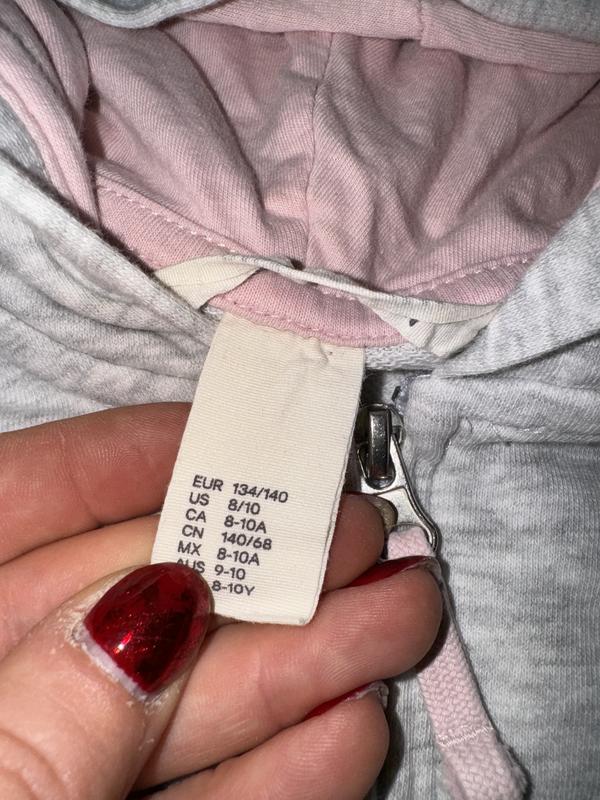 EUR 134/140
US 8/10
CA 8-10A
CN 140/68
MX 8-10A
AUS 9-10
8-10Y